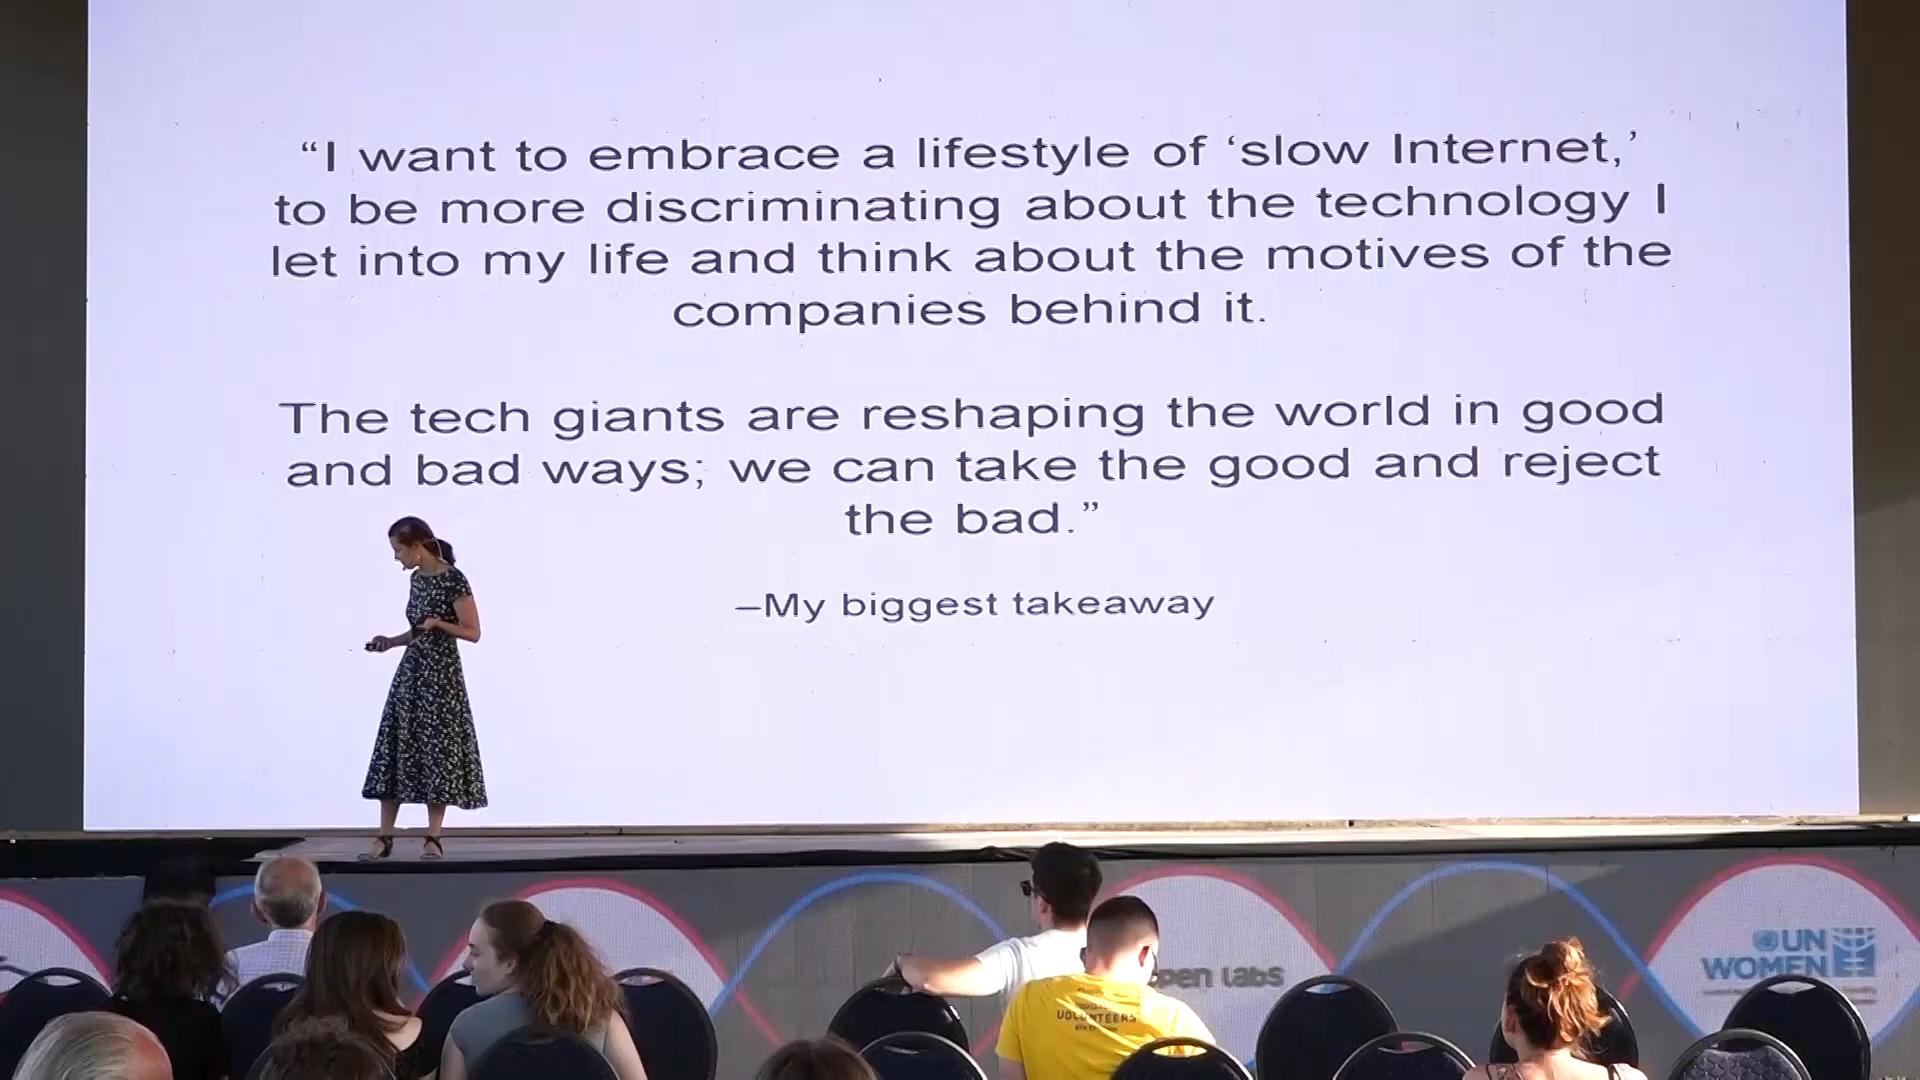 “I want to embrace a lifestyle of ‘slow Internet,’
to be more discriminating about the technology I
let into my life and think about the motives of the
companies behind it.
The tech giants are reshaping the world in good
and bad ways; we can take the good and reject
the bad.”
–My biggest takeaway
pen labs
UN
WOMEN
VOLUNTEERS